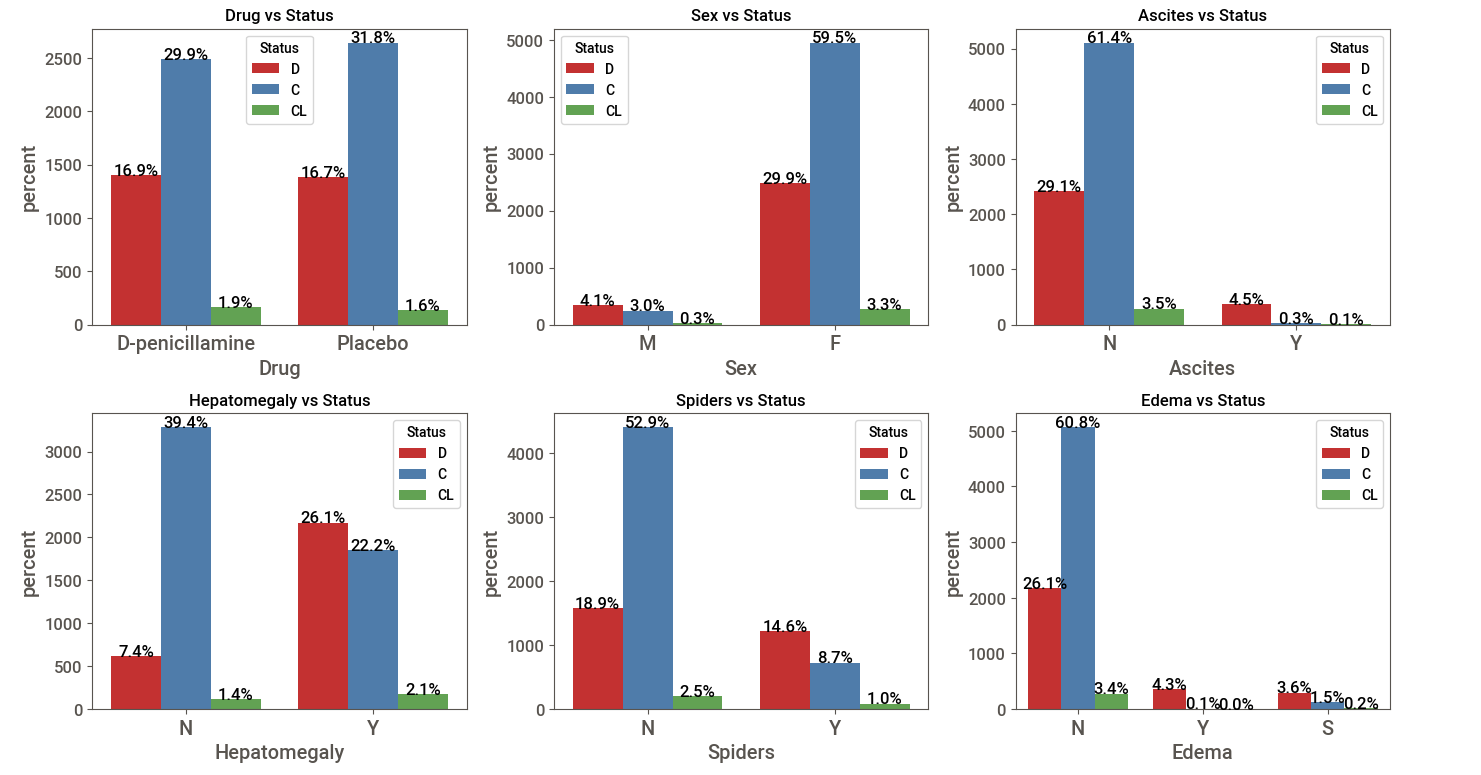 Drug vs Status
percent
2500
2000
1500
1000
500
0
16.9%
29.9%
1.9%
16.7%
31.8%
1.6%
Status
D
C
CL
D-penicillamine
Placebo
Drug
Sex vs Status
percent
5000
4000
3000
2000
1000
0
4.1%
3.0%
0.3%
29.9%
59.5%
3.3%
Status
D
C
CL
M
F
Sex
Ascites vs Status
percent
5000
4000
3000
2000
1000
0
29.1%
61.4%
3.5%
4.5%
0.3%
0.1%
Status
D
C
CL
N
Y
Ascites
Hepatomegaly vs Status
percent
3000
2500
2000
1500
1000
500
0
7.4%
39.4%
1.4%
26.1%
22.2%
2.1%
Status
D
C
CL
N
Y
Hepatomegaly
Spiders vs Status
percent
4000
3000
2000
1000
0
18.9%
52.9%
2.5%
14.6%
8.7%
1.0%
Status
D
C
CL
N
Y
Spiders
Edema vs Status
percent
5000
4000
3000
2000
1000
0
26.1%
60.8%
3.4%
4.3%
0.1%
0.0%
3.6%
1.5%
0.2%
Status
D
C
CL
N
Y
S
Edema